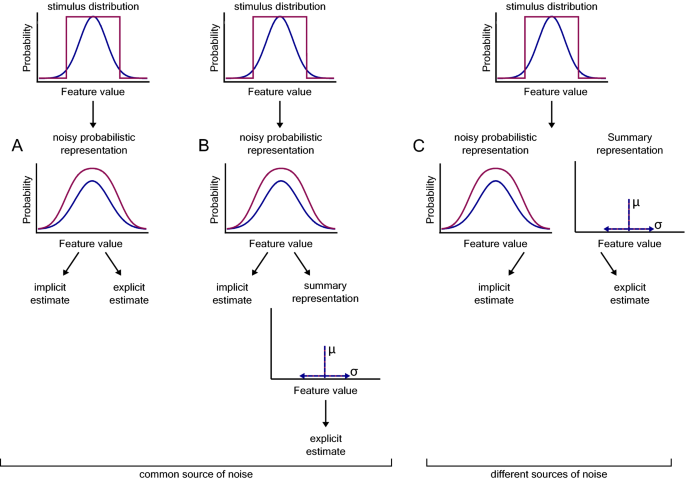 stimulus distribution
Probability
Feature value
stimulus distribution
Probability
Feature value
stimulus distribution
Probability
Feature value
A
noisy probabilistic
representation
Probability
Feature value
implicit
estimate
explicit
estimate
B
noisy probabilistic
representation
Probability
Feature value
implicit
estimate
summary
representation
μ
σ
Feature value
explicit
estimate
C
noisy probabilistic
representation
Probability
Feature value
implicit
estimate
Summary
representation
μ
σ
Feature value
explicit
estimate
common source of noise
different sources of noise